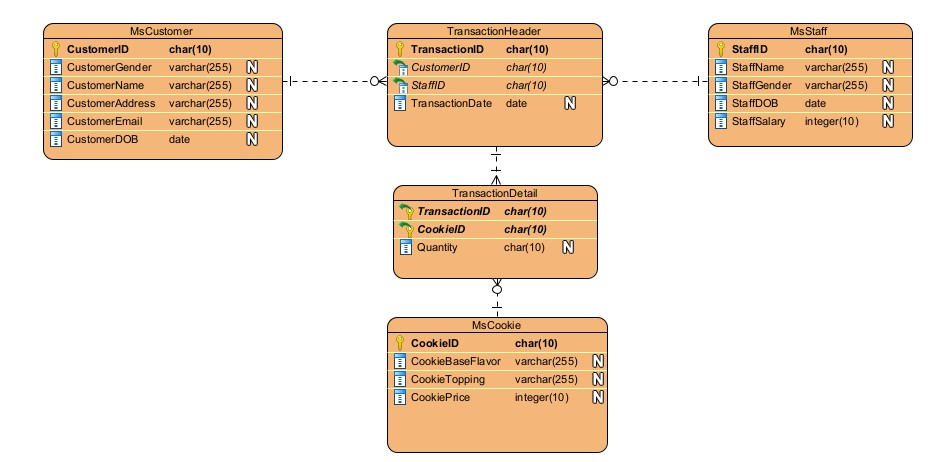 MsCustomer
CustomerID char(10)
CustomerGender varchar(255) N
CustomerName varchar(255) N
CustomerAddress varchar(255) N
CustomerEmail varchar(255) N
CustomerDOB date N
TransactionHeader
TransactionID char(10)
CustomerID char(10)
StaffID char(10)
TransactionDate date N
MsStaff
StaffID char(10)
StaffName varchar(255) N
StaffGender varchar(255) N
StaffDOB date N
StaffSalary integer(10) N
TransactionDetail
TransactionID char(10)
CookieID char(10)
Quantity char(10) N
MsCookie
CookieID char(10)
CookieBaseFlavor varchar(255) N
CookieTopping varchar(255) N
CookiePrice integer(10) N